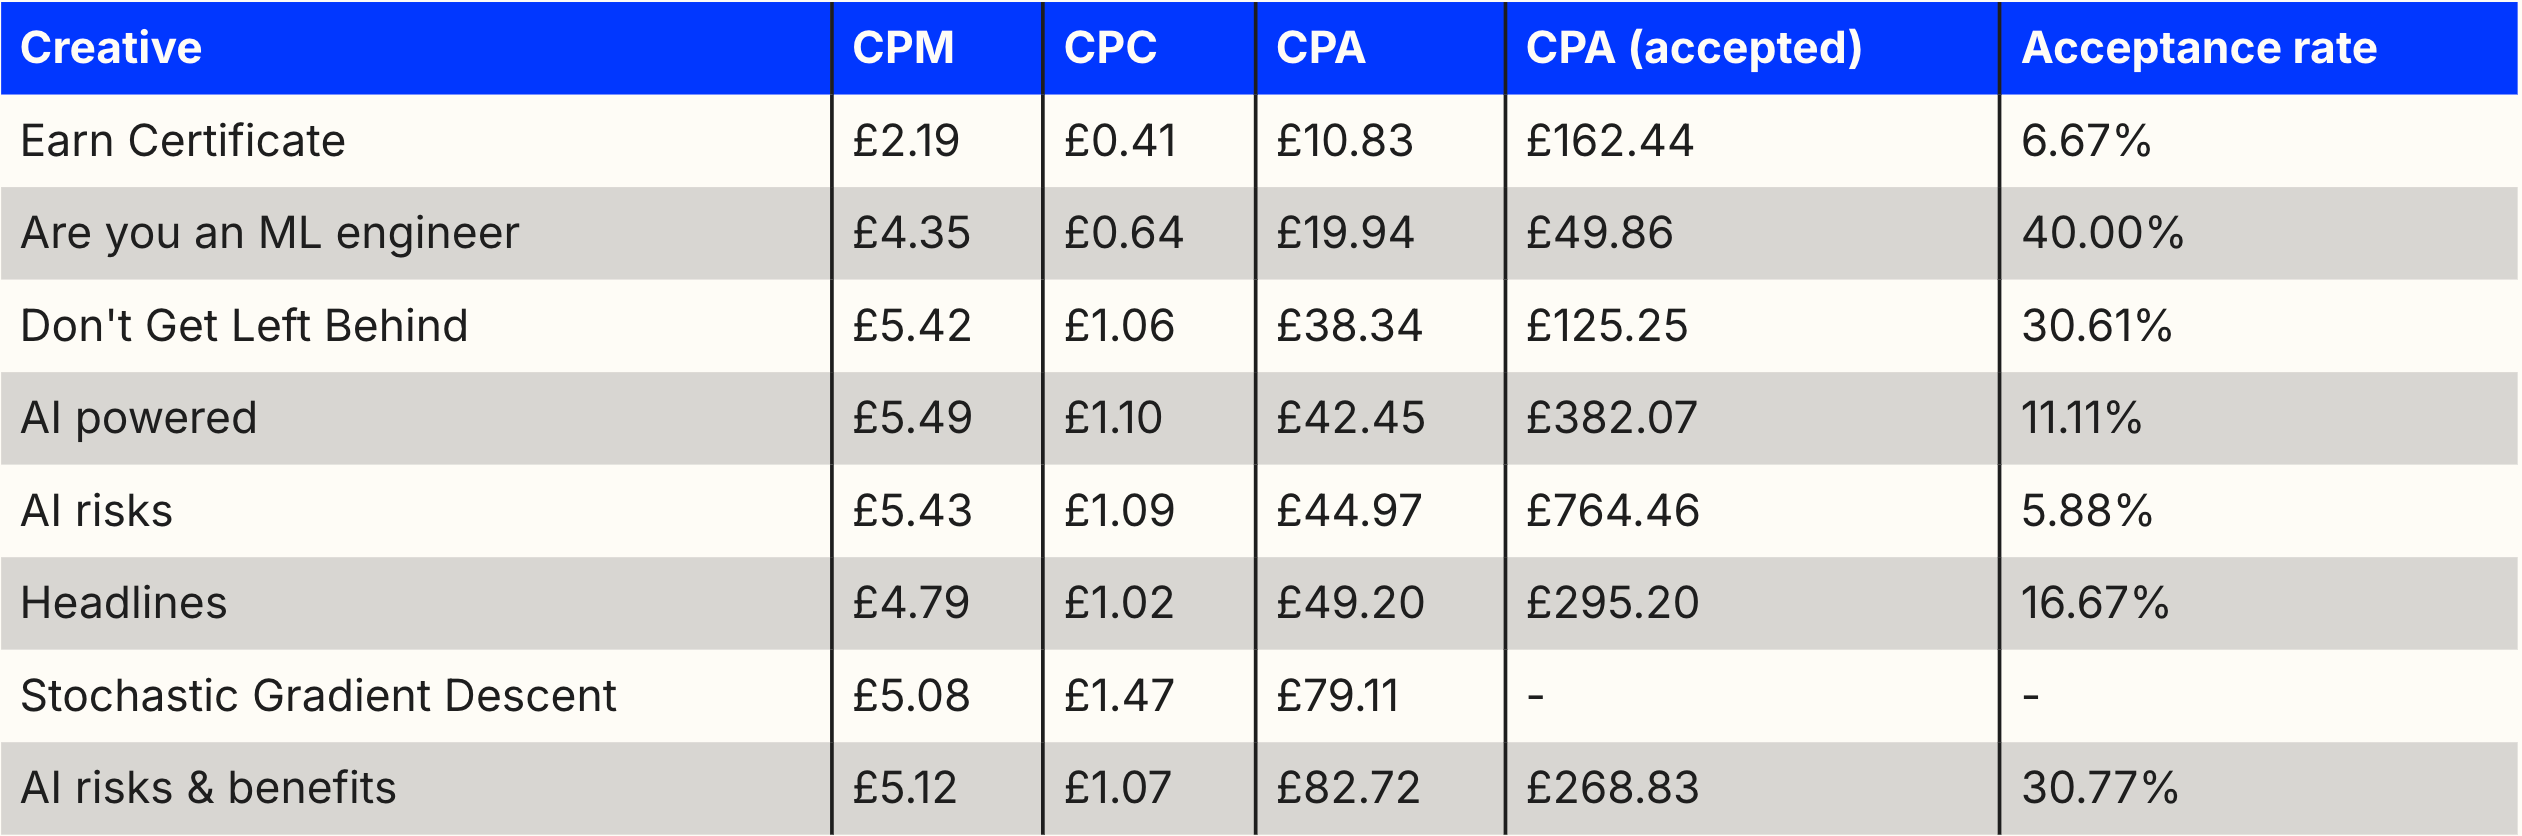 Creative CPM CPC CPA CPA (accepted) Acceptance rate
Earn Certificate £2.19 £0.41 £10.83 £162.44 6.67%
Are you an ML engineer £4.35 £0.64 £19.94 £49.86 40.00%
Don't Get Left Behind £5.42 £1.06 £38.34 £125.25 30.61%
AI powered £5.49 £1.10 £42.45 £382.07 11.11%
AI risks £5.43 £1.09 £44.97 £764.46 5.88%
Headlines £4.79 £1.02 £49.20 £295.20 16.67%
Stochastic Gradient Descent £5.08 £1.47 £79.11 - -
AI risks & benefits £5.12 £1.07 £82.72 £268.83 30.77%